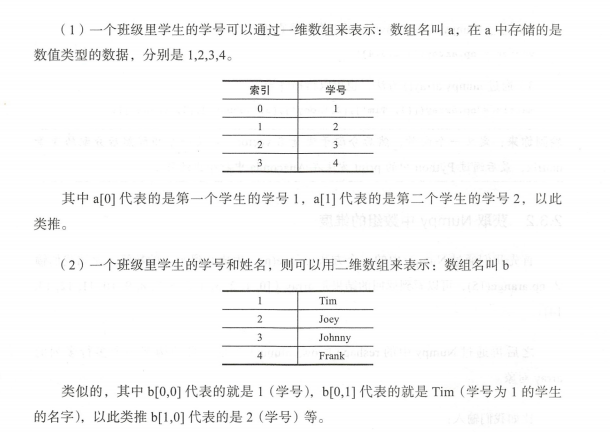 （1）一个班级里学生的学号可以通过一维数组来表示：数组名叫 a，在 a 中存储的是
数值类型的数据，分别是 1,2,3,4。
索引 学号
0 1
1 2
2 3
3 4
其中 a[0] 代表的是第一个学生的学号 1，a[1] 代表的是第二个学生的学号 2，以此
类推。
（2）一个班级里学生的学号和姓名，则可以用二维数组来表示：数组名叫 b
1 Tim
2 Joey
3 Johnny
4 Frank
类似的，其中 b[0,0] 代表的就是 1（学号），b[0,1] 代表的就是 Tim（学号为 1 的学生
的名字），以此类推 b[1,0] 代表的是 2（学号）等。